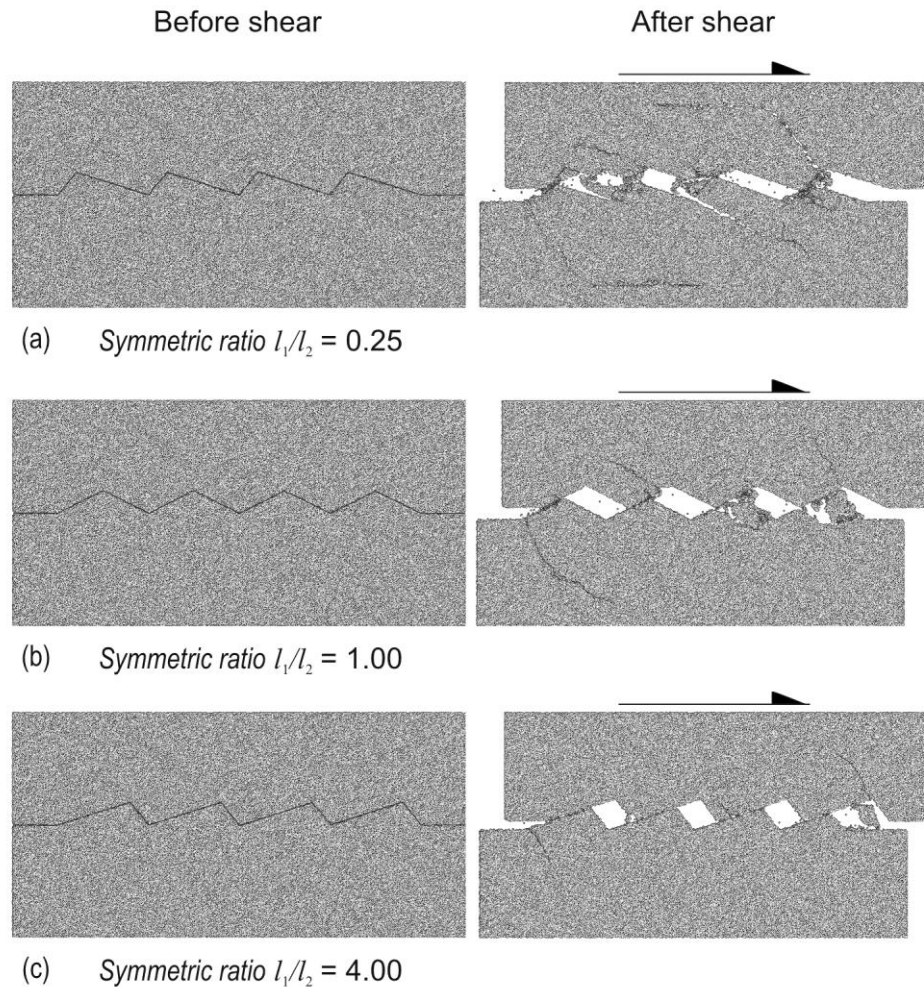 Before shear
After shear
(a) Symmetric ratio l₁/l₂ = 0.25
(b) Symmetric ratio l₁/l₂ = 1.00
(c) Symmetric ratio l₁/l₂ = 4.00